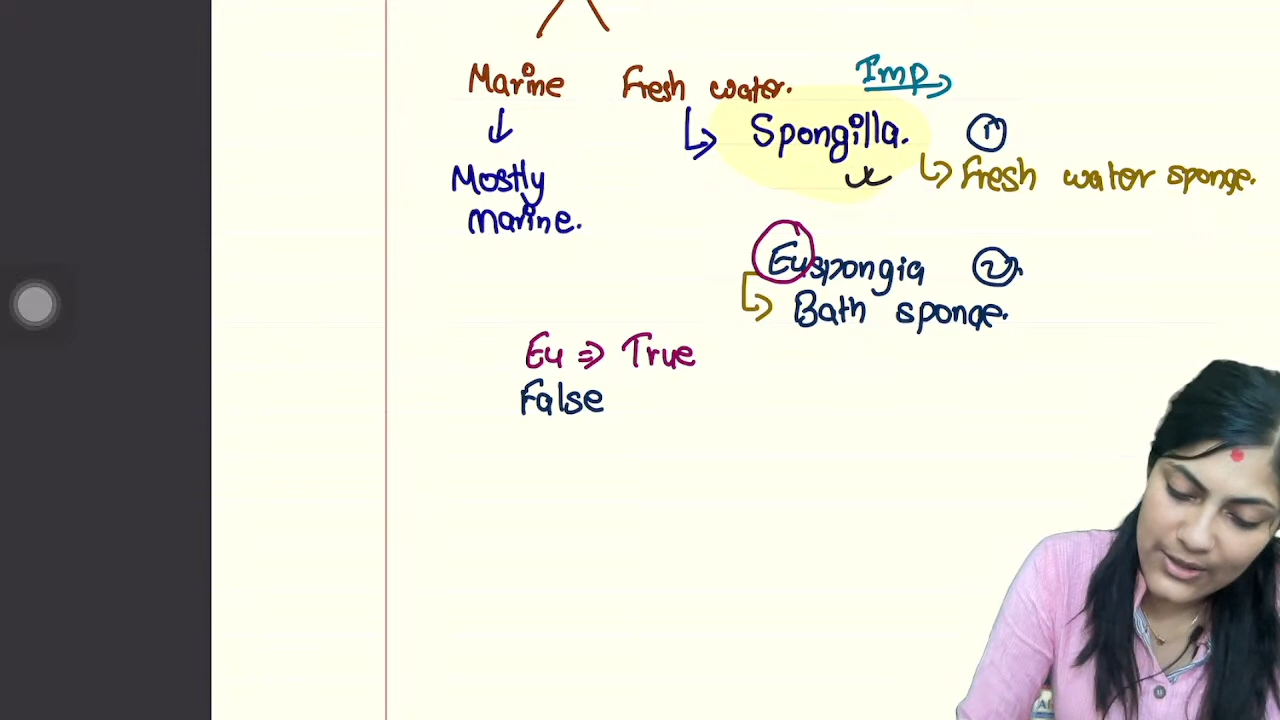 Marine Fresh water. Imp
Spongilla. 1
Mostly Fresh water sponge.
marine.
Euspongia 2
Bath sponge.
Eu ⇒ True
False